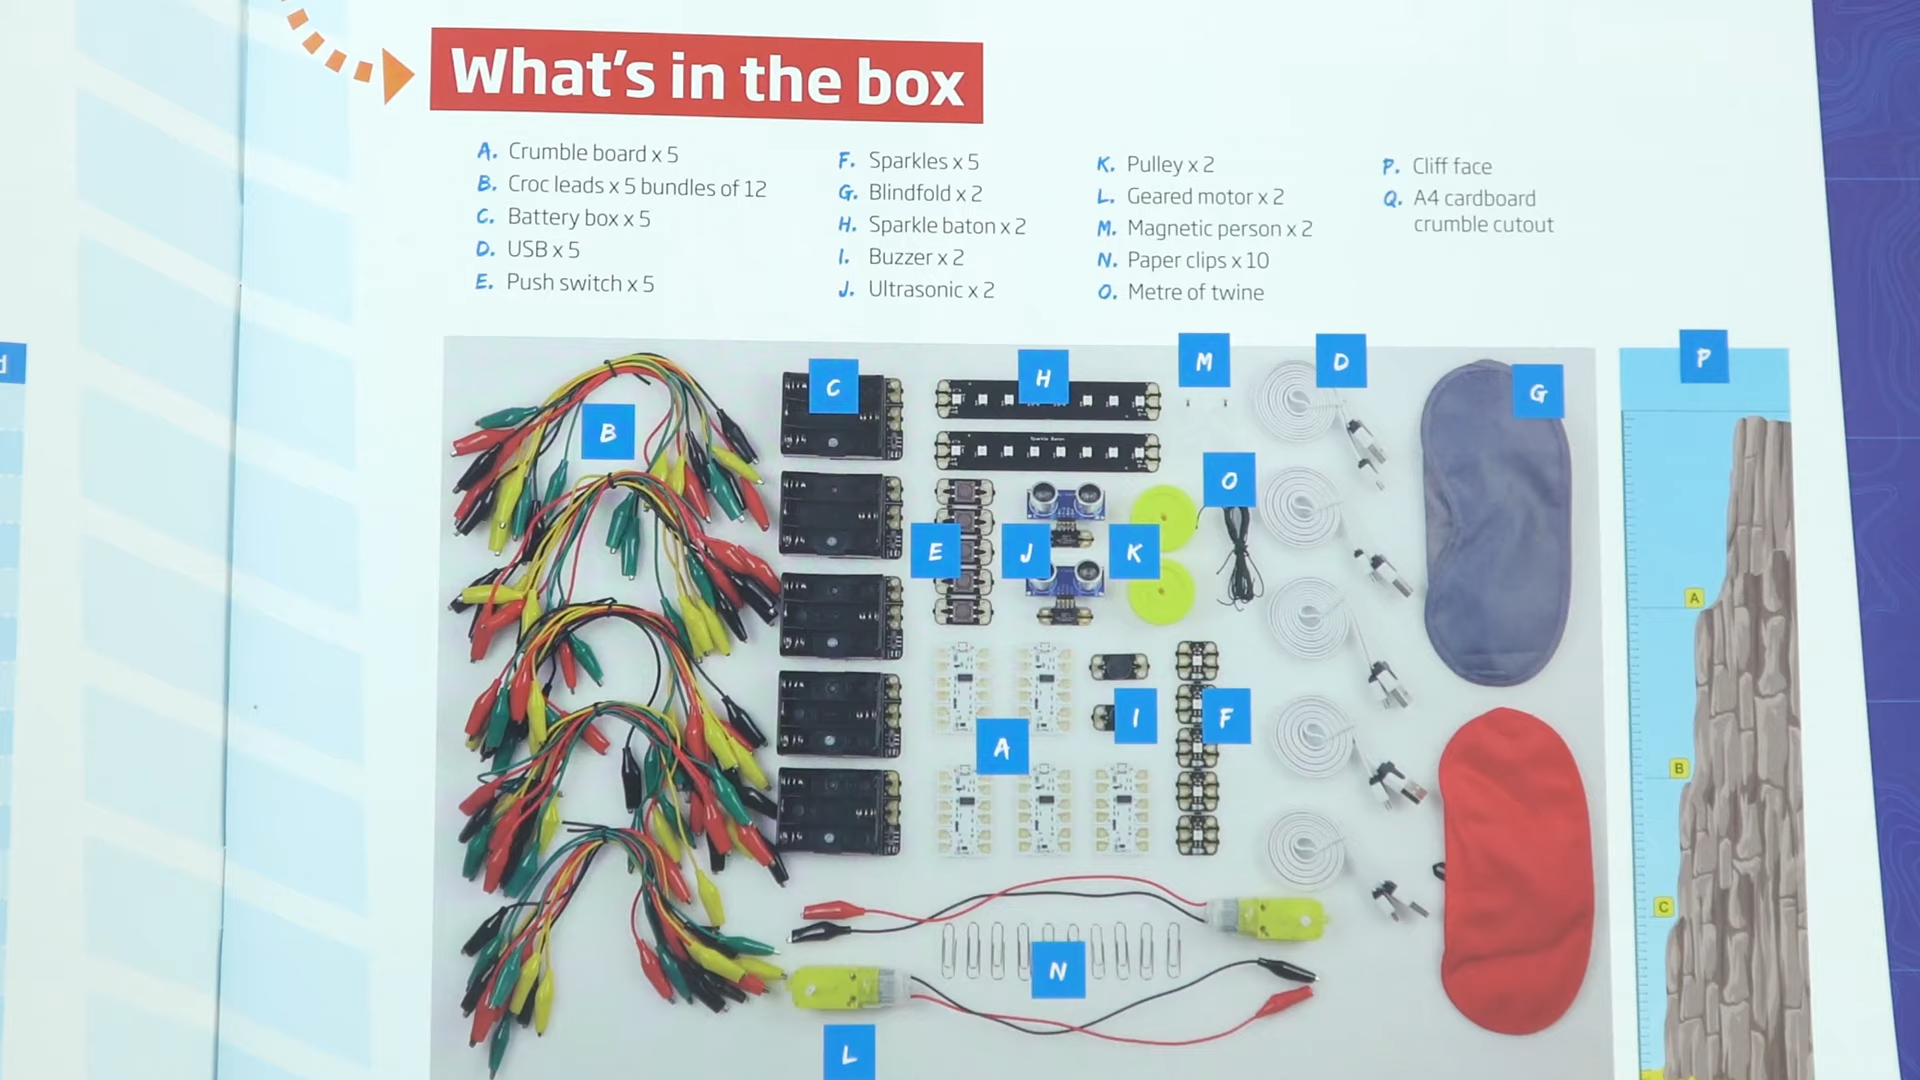 What's in the box
A. Crumble board x 5
B. Croc leads x 5 bundles of 12
C. Battery box x 5
D. USB x 5
E. Push switch x 5
F. Sparkles x 5
G. Blindfold x 2
H. Sparkle baton x 2
I. Buzzer x 2
J. Ultrasonic x 2
K. Pulley x 2
L. Geared motor x 2
M. Magnetic person x 2
N. Paper clips x 10
O. Metre of twine
P. Cliff face
Q. A4 cardboard
crumble cutout
d
B
C
H
M
D
G
P
O
E
J
K
A
I
F
A
B
C
N
L
Sparkle Baton